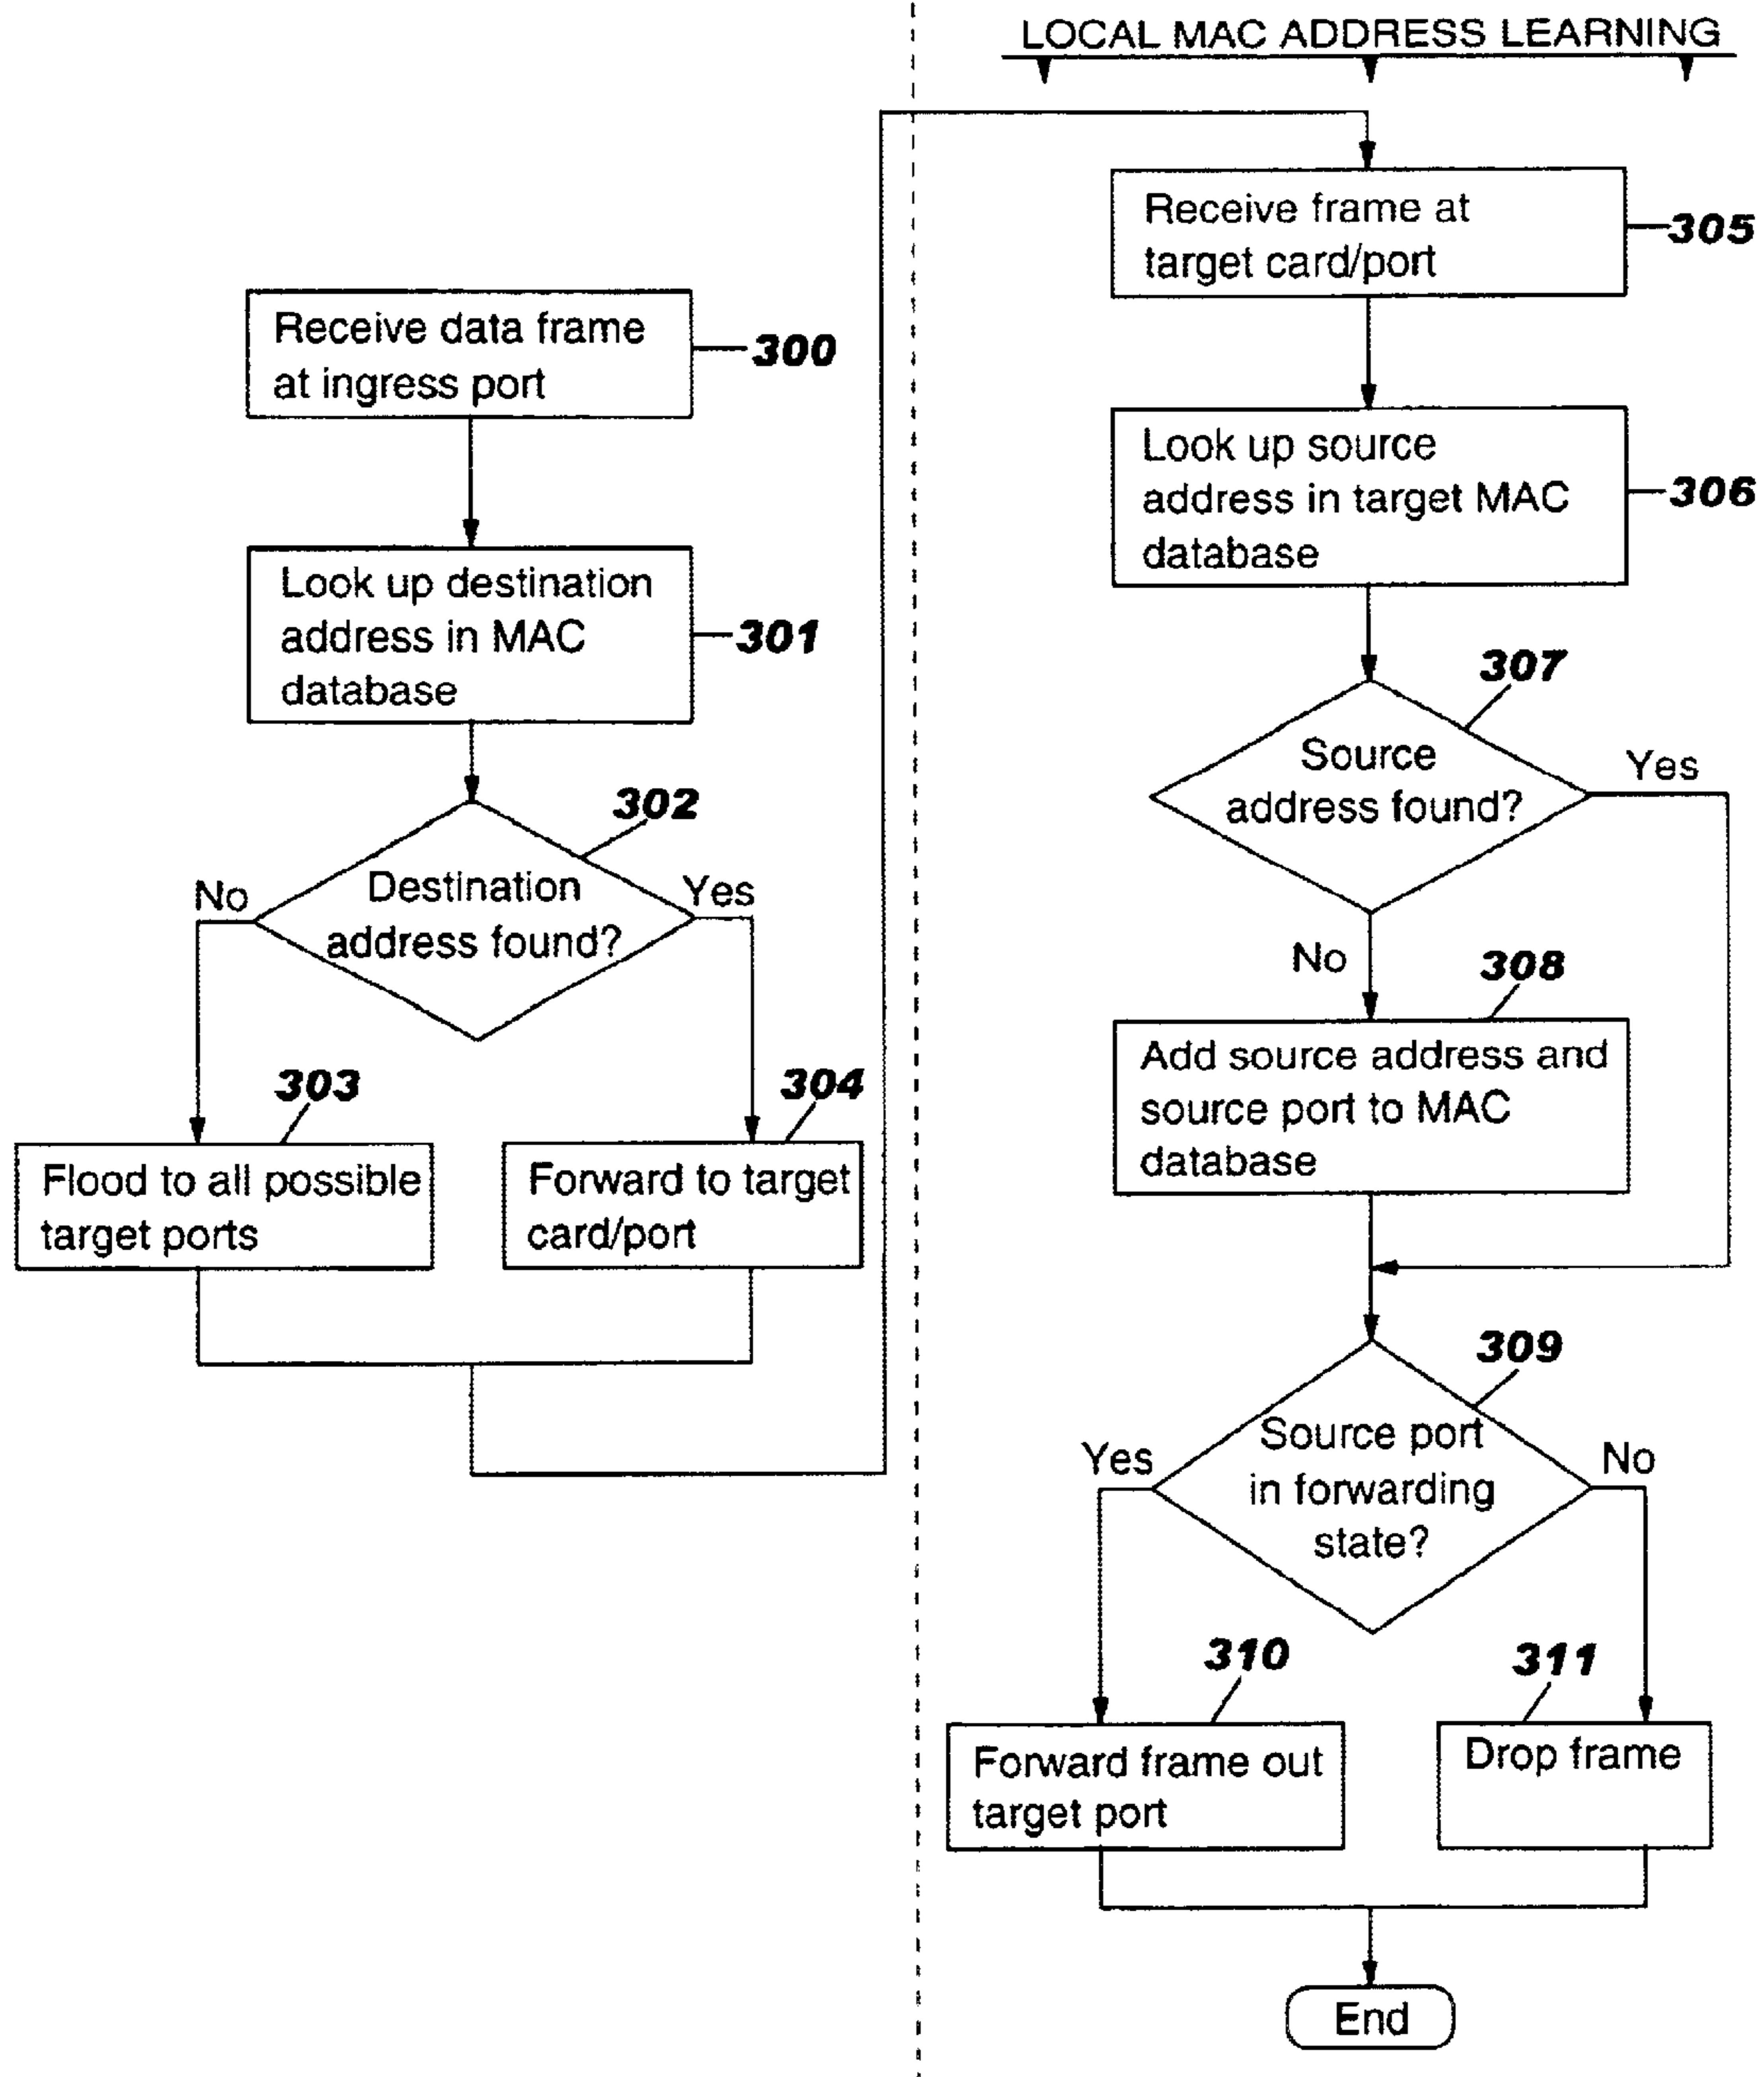 LOCAL MAC ADDRESS LEARNING
Receive data frame
at ingress port
300
Look up destination
address in MAC
database
301
302
Destination
address found?
No
Yes
303
Flood to all possible
target ports
304
Forward to target
card/port
Receive frame at
target card/port
305
Look up source
address in target MAC
database
306
307
Source
address found?
Yes
No
308
Add source address and
source port to MAC
database
309
Source port
in forwarding
state?
Yes
No
310
Forward frame out
target port
311
Drop frame
End